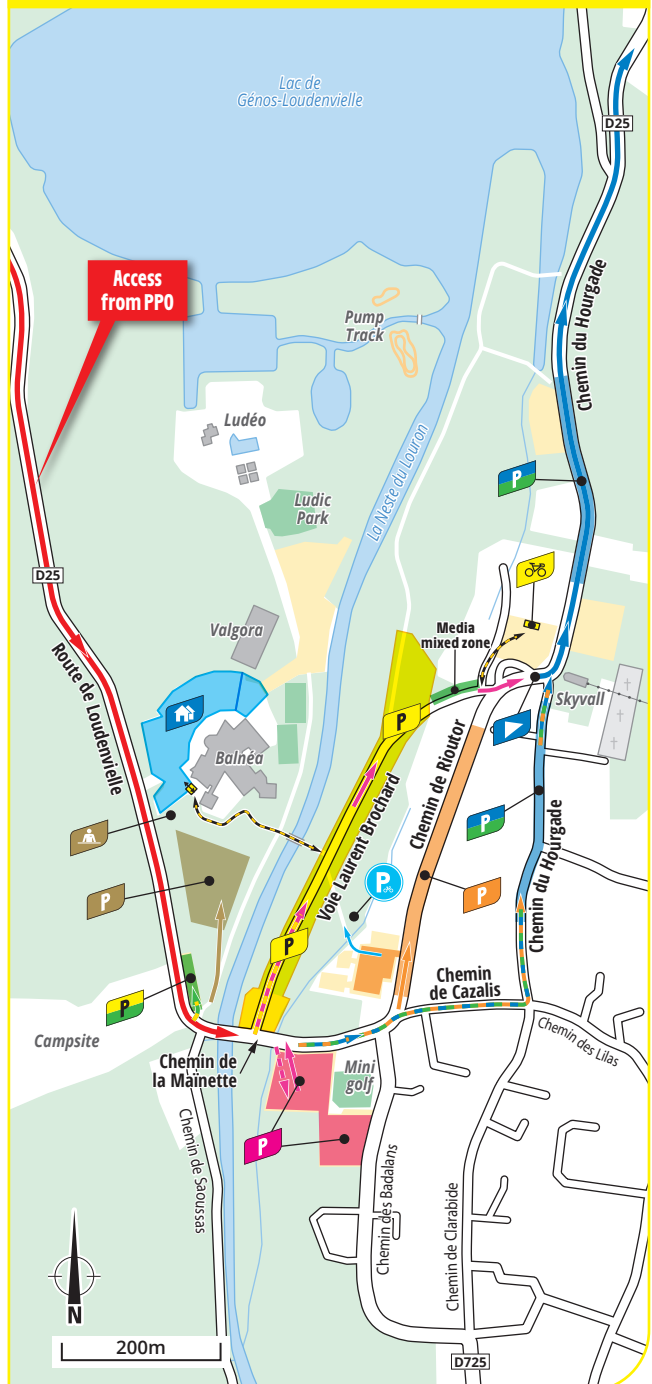 Lac de
Génos-Loudenvielle
D25
Access
from PPO
Pump
Track
Chemin du Hourgade
Ludéo
La Neste du Louron
P
Ludic
Park
D25
Valgora
Media
mixed zone
Route de Loudenvielle
P
Skyvall
Balnéa
Chemin de Rioutor
Voie Laurent Brochard
P
P
P
P
Chemin du Hourgade
P
P
Chemin
de Cazalis
Campsite
Chemin des Lilas
Chemin de
la Maïnette
Mini
golf
P
Chemin de Saoussas
Chemin des Badalans
Chemin de Clarabide
N
200m
D725